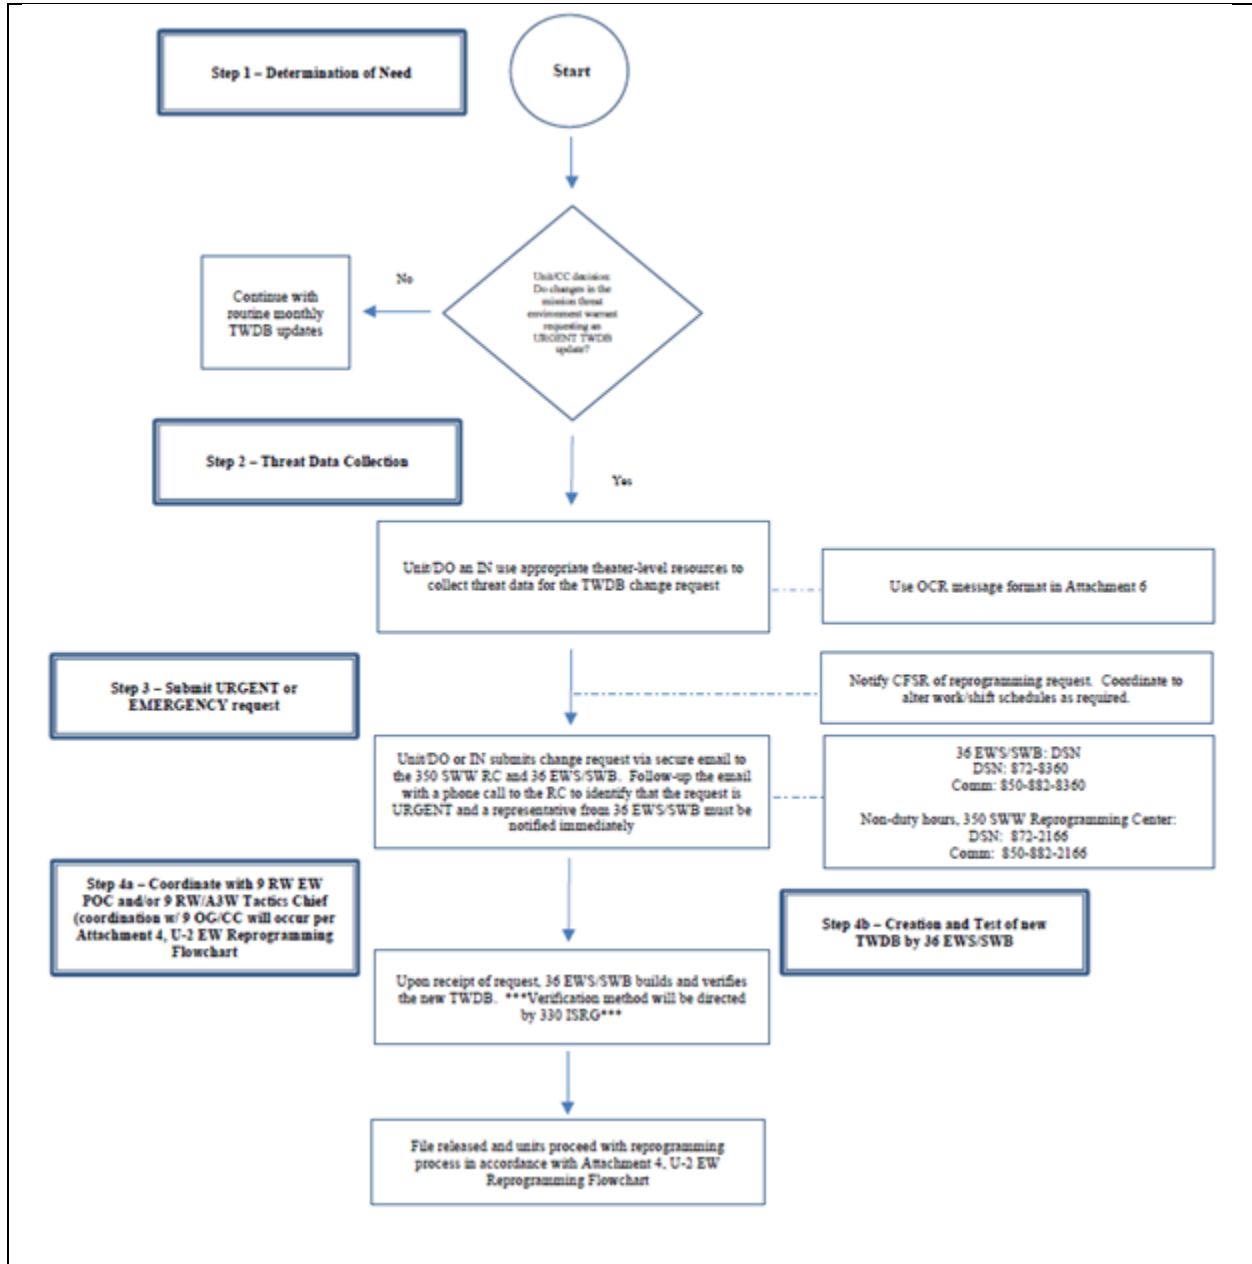 Step 1 – Determination of Need
Start
Unit/CC decision:
Do changes in the
mission threat
environment warrant
requesting an
URGENT TWDB
update?
No
Continue with
routine monthly
TWDB updates
Step 2 – Threat Data Collection
Yes
Unit/DO an IN use appropriate theater-level resources to
collect threat data for the TWDB change request
Use OCR message format in Attachment 6
Step 3 – Submit URGENT or
EMERGENCY request
Notify CFSR of reprogramming request.  Coordinate to
alter work/shift schedules as required.
Unit/DO or IN submits change request via secure email to
the 350 SWW RC and 36 EWS/SWB.  Follow-up the email
with a phone call to the RC to identify that the request is
URGENT and a representative from 36 EWS/SWB must be
notified immediately
36 EWS/SWB: DSN
DSN: 872-8360
Comm: 850-882-8360
Non-duty hours, 350 SWW Reprogramming Center:
DSN:  872-2166
Comm:  850-882-2166
Step 4a – Coordinate with 9 RW EW
POC and/or 9 RW/A3W Tactics Chief
(coordination w/ 9 OG/CC will occur per
Attachment 4, U-2 EW Reprogramming
Flowchart
Step 4b – Creation and Test of new
TWDB by 36 EWS/SWB
Upon receipt of request, 36 EWS/SWB builds and verifies
the new TWDB.  ***Verification method will be directed
by 330 ISRG***
File released and units proceed with reprogramming
process in accordance with Attachment 4, U-2 EW
Reprogramming Flowchart